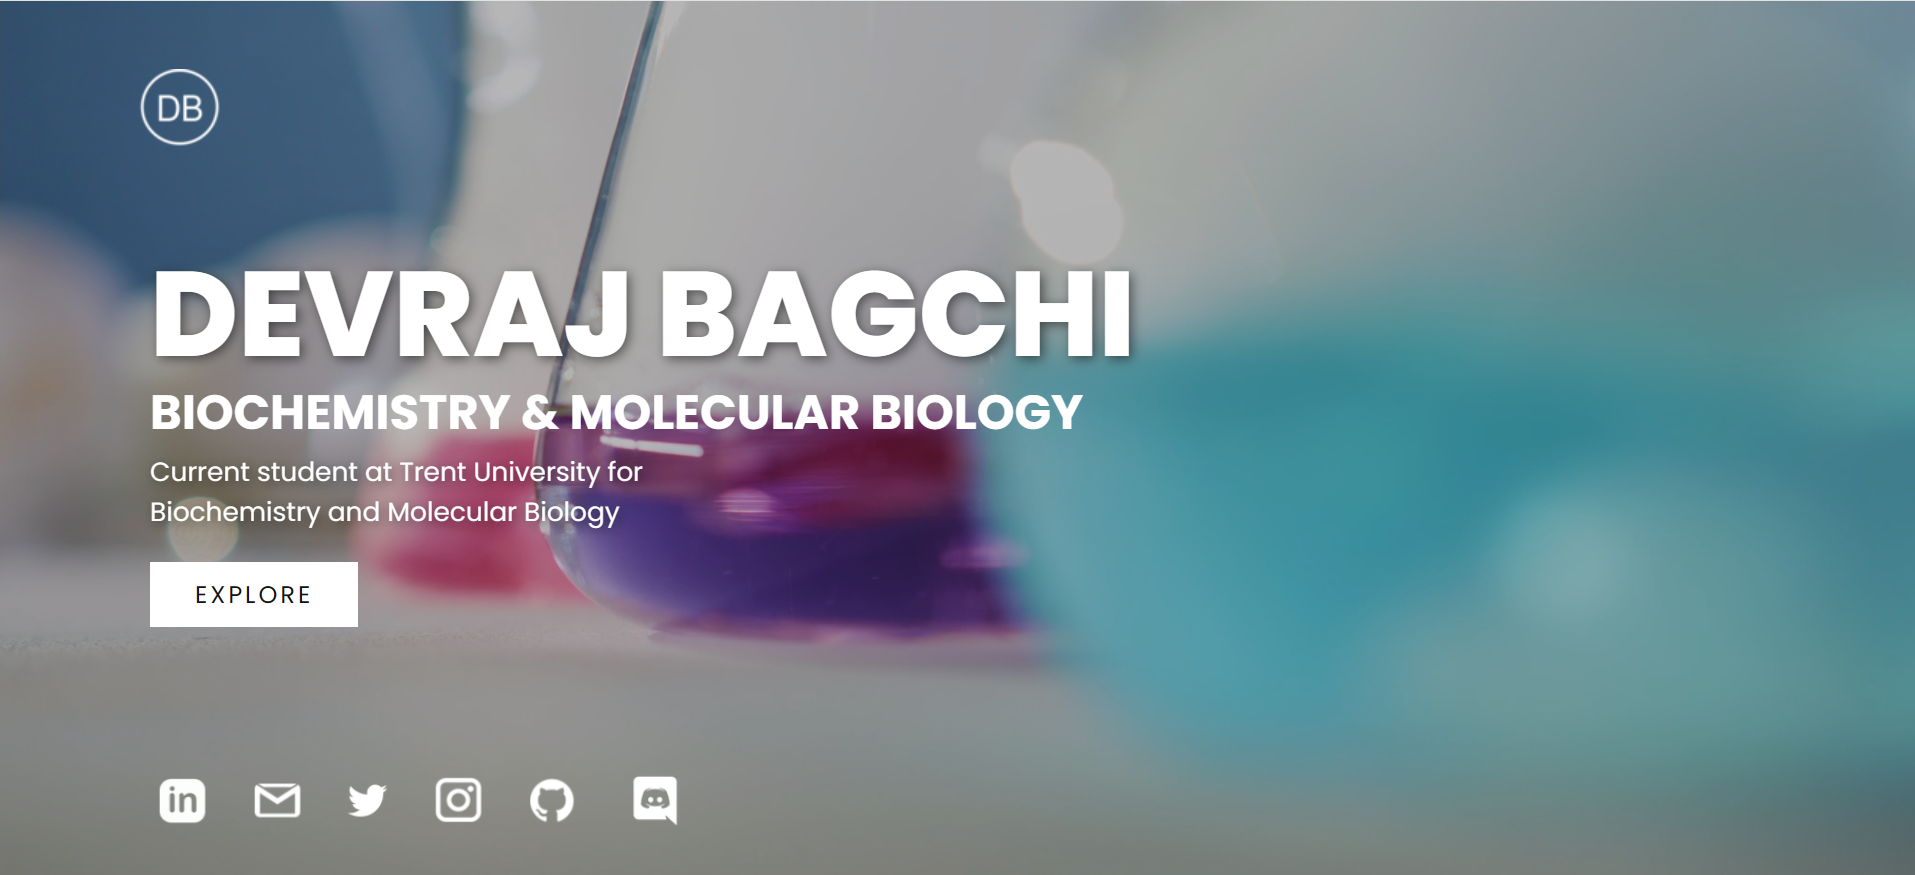 DB
DEVRAJ BAGCHI
BIOCHEMISTRY & MOLECULAR BIOLOGY
Current student at Trent University for
Biochemistry and Molecular Biology
EXPLORE
in